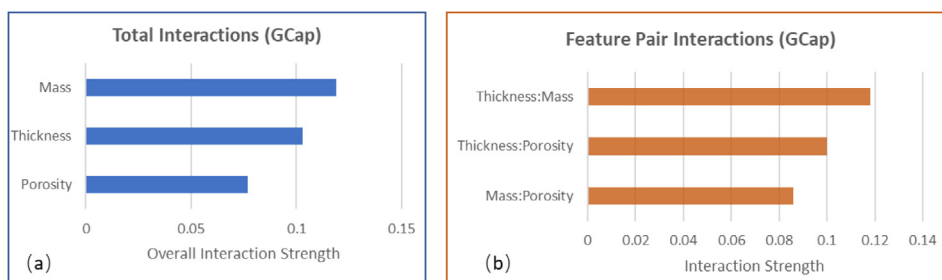 Total Interactions (GCap)
Mass
Thickness
Porosity
0 0.05 0.1 0.15
Overall Interaction Strength
(a)
Feature Pair Interactions (GCap)
Thickness:Mass
Thickness:Porosity
Mass:Porosity
0 0.02 0.04 0.06 0.08 0.1 0.12 0.14
Interaction Strength
(b)